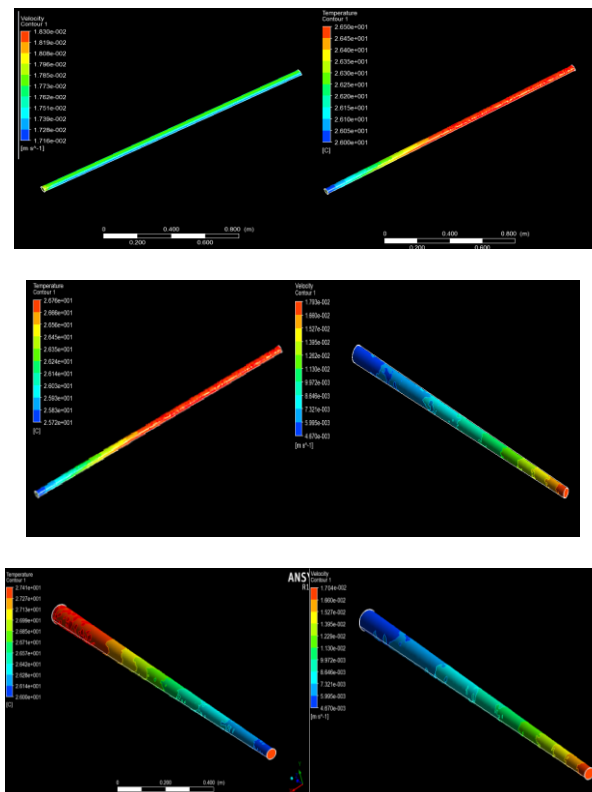 Velocity
Contour 1
1.830e-002
1.819e-002
1.808e-002
1.796e-002
1.785e-002
1.773e-002
1.762e-002
1.751e-002
1.739e-002
1.728e-002
1.716e-002
[m s^-1]
0 0.400 0.800 (m)
0.200 0.600
Temperature
Contour 1
2.650e+001
2.645e+001
2.640e+001
2.635e+001
2.630e+001
2.625e+001
2.620e+001
2.615e+001
2.610e+001
2.605e+001
2.600e+001
[C]
0 0.400 0.800 (m)
0.200 0.600
Temperature
Contour 1
2.676e+001
2.666e+001
2.656e+001
2.645e+001
2.635e+001
2.624e+001
2.614e+001
2.603e+001
2.593e+001
2.583e+001
2.572e+001
[C]
Velocity
Contour 1
1.793e-002
1.660e-002
1.527e-002
1.395e-002
1.262e-002
1.130e-002
9.972e-003
8.646e-003
7.321e-003
5.995e-003
4.670e-003
[m s^-1]
Temperature
Contour 1
2.741e+001
2.727e+001
2.713e+001
2.699e+001
2.685e+001
2.671e+001
2.657e+001
2.642e+001
2.628e+001
2.614e+001
2.600e+001
[C]
0 0.200 0.400 (m)
ANSY
R1
Velocity
Contour 1
1.704e-002
1.660e-002
1.527e-002
1.395e-002
1.130e-002
9.972e-003
8.646e-003
7.321e-003
5.995e-003
4.670e-003
[m s^-1]